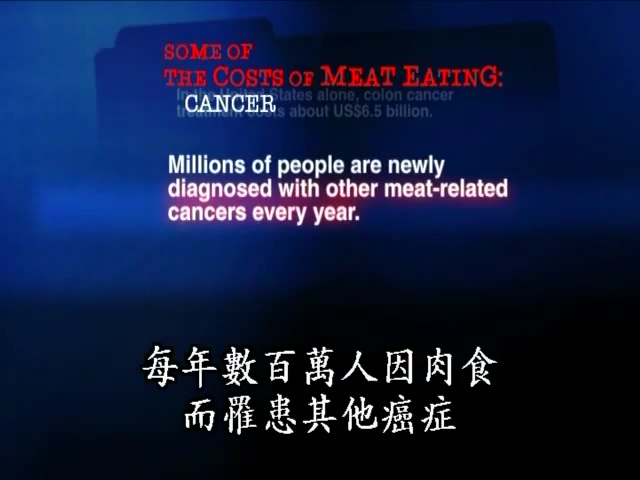 SOME OF
THE COSTS OF MEAT EATING:
CANCER
In the United States alone, colon cancer
treatment costs about US$6.5 billion.
Millions of people are newly
diagnosed with other meat-related
cancers every year.
每年數百萬人因肉食
而罹患其他癌症